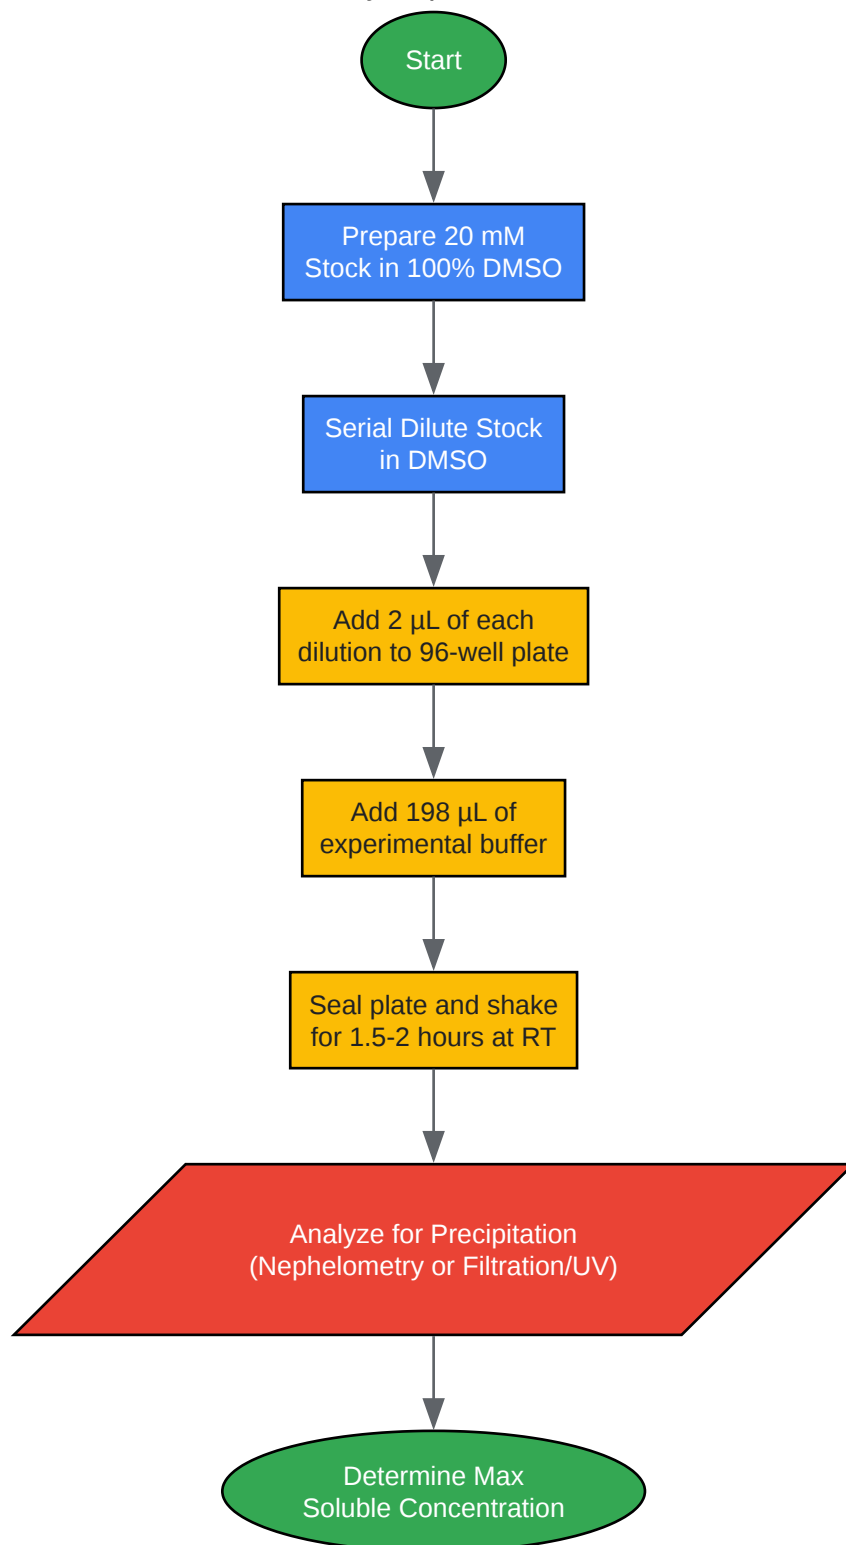 Start
Prepare 20 mM
Stock in 100% DMSO
Serial Dilute Stock
in DMSO
Add 2 µL of each
dilution to 96-well plate
Add 198 µL of
experimental buffer
Seal plate and shake
for 1.5-2 hours at RT
Analyze for Precipitation
(Nephelometry or Filtration/UV)
Determine Max
Soluble Concentration